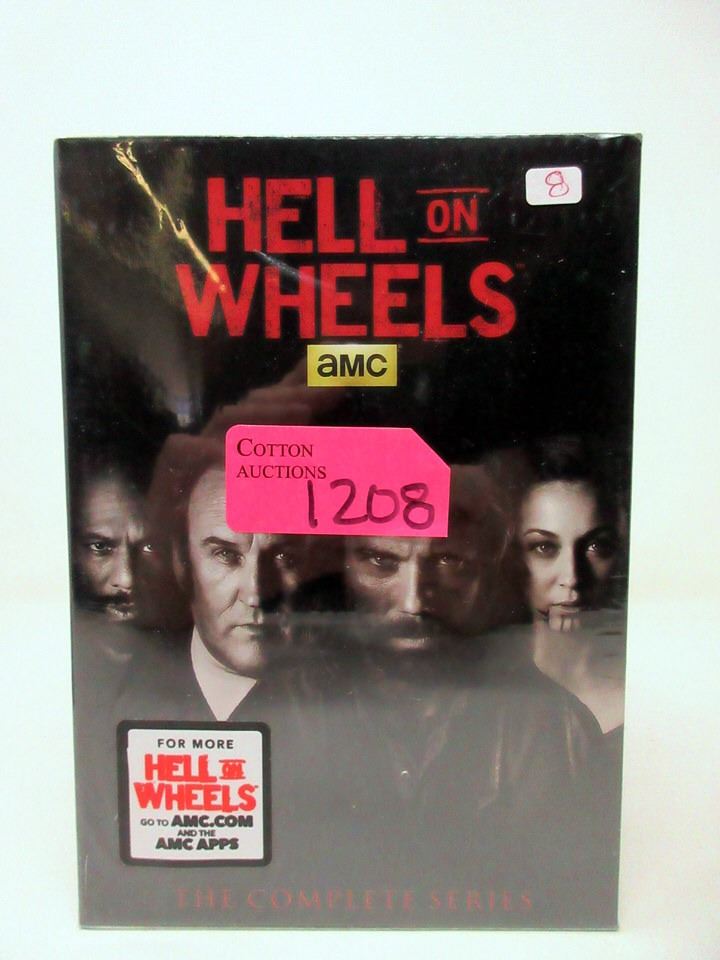 8
HELL ON
WHEELS™
aMC
COTTON
AUCTIONS
1208
FOR MORE
HELL ON
WHEELS
GO TO AMC.COM
AND THE
AMC APPS
THE COMPLETE SERIES